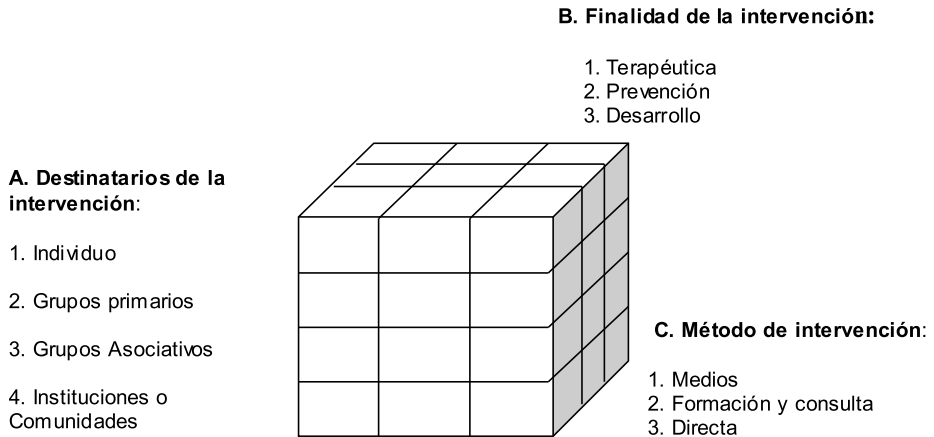 B. Finalidad de la intervención:
1. Terapéutica
2. Prevención
3. Desarrollo
A. Destinatarios de la
intervención:
1. Individuo
2. Grupos primarios
3. Grupos Asociativos
4. Instituciones o
Comunidades
C. Método de intervención:
1. Medios
2. Formación y consulta
3. Directa